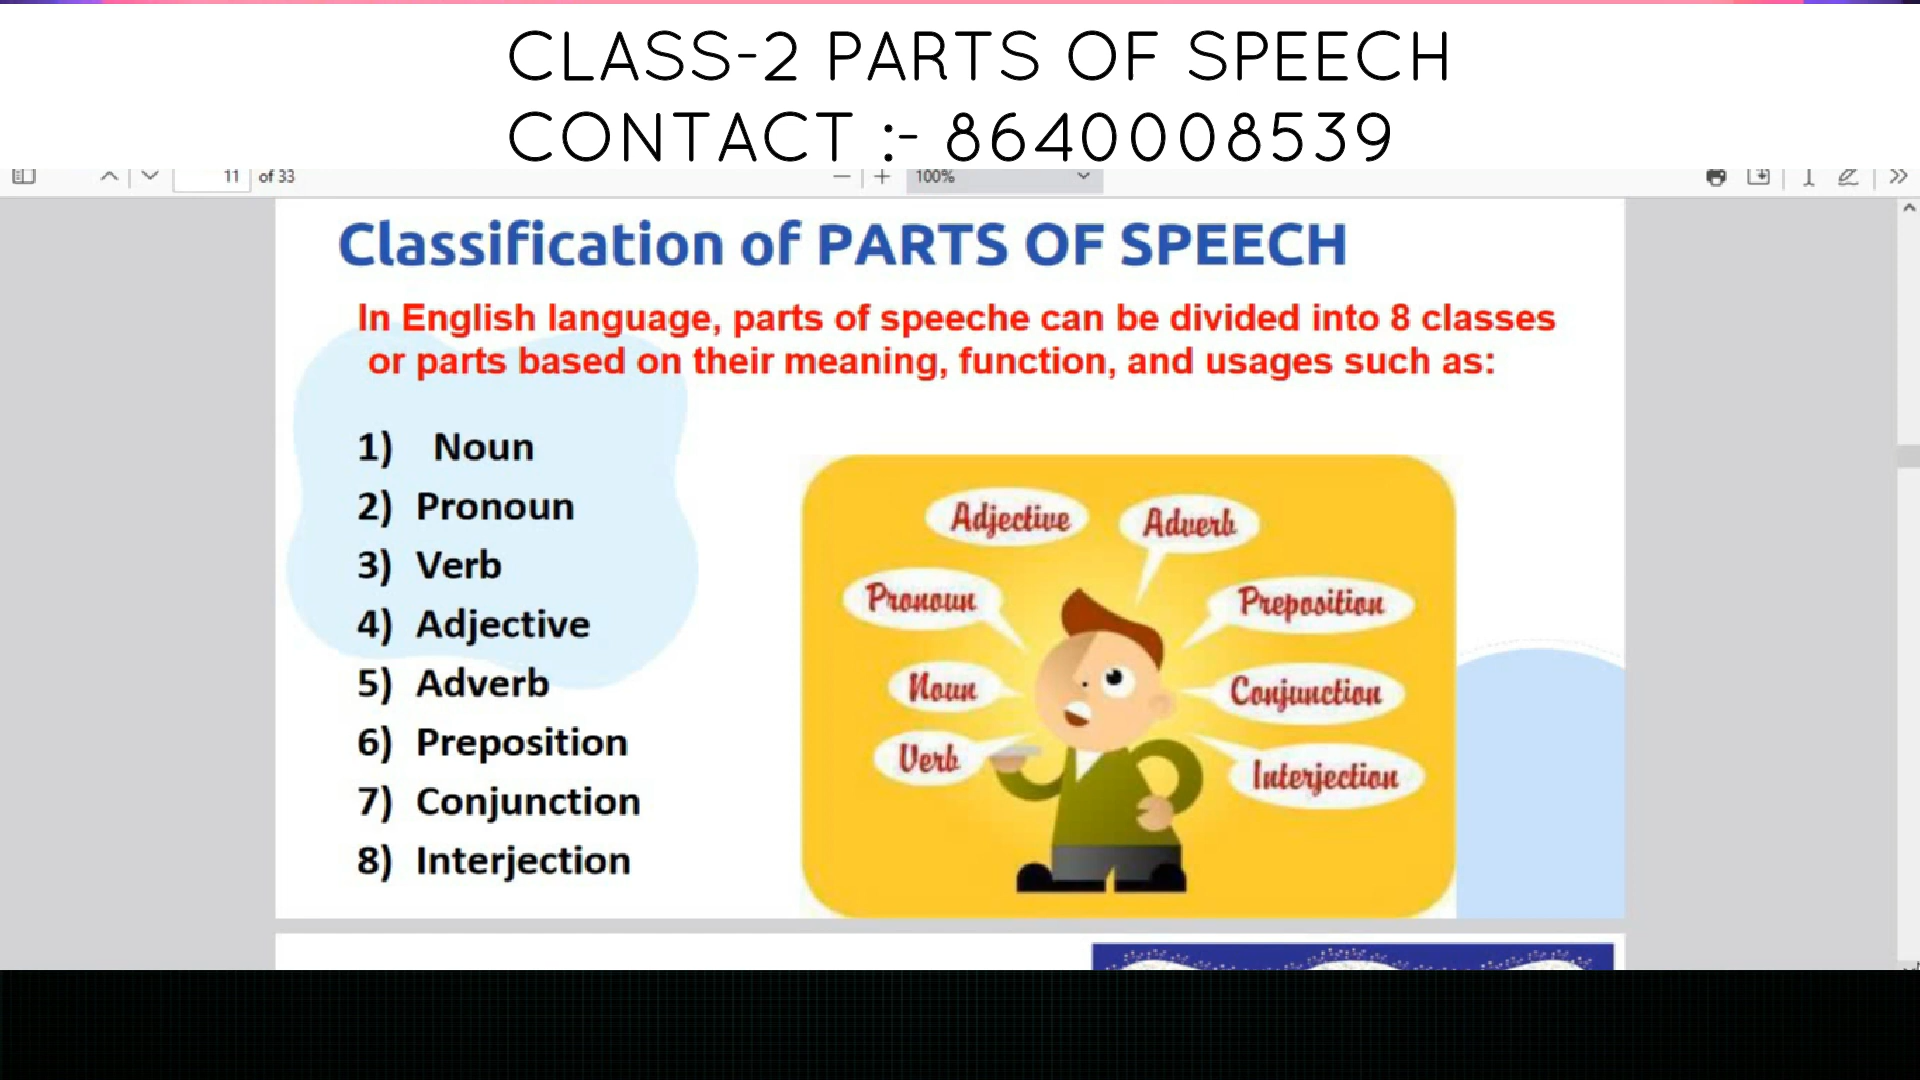 CLASS-2 PARTS OF SPEECH
CONTACT :- 8640008539
11 of 33
100%
Classification of PARTS OF SPEECH
In English language, parts of speeche can be divided into 8 classes
or parts based on their meaning, function, and usages such as:
1) Noun
2) Pronoun
3) Verb
4) Adjective
5) Adverb
6) Preposition
7) Conjunction
8) Interjection
Adjective
Adverb
Pronoun
Preposition
Noun
Conjunction
Verb
Interjection